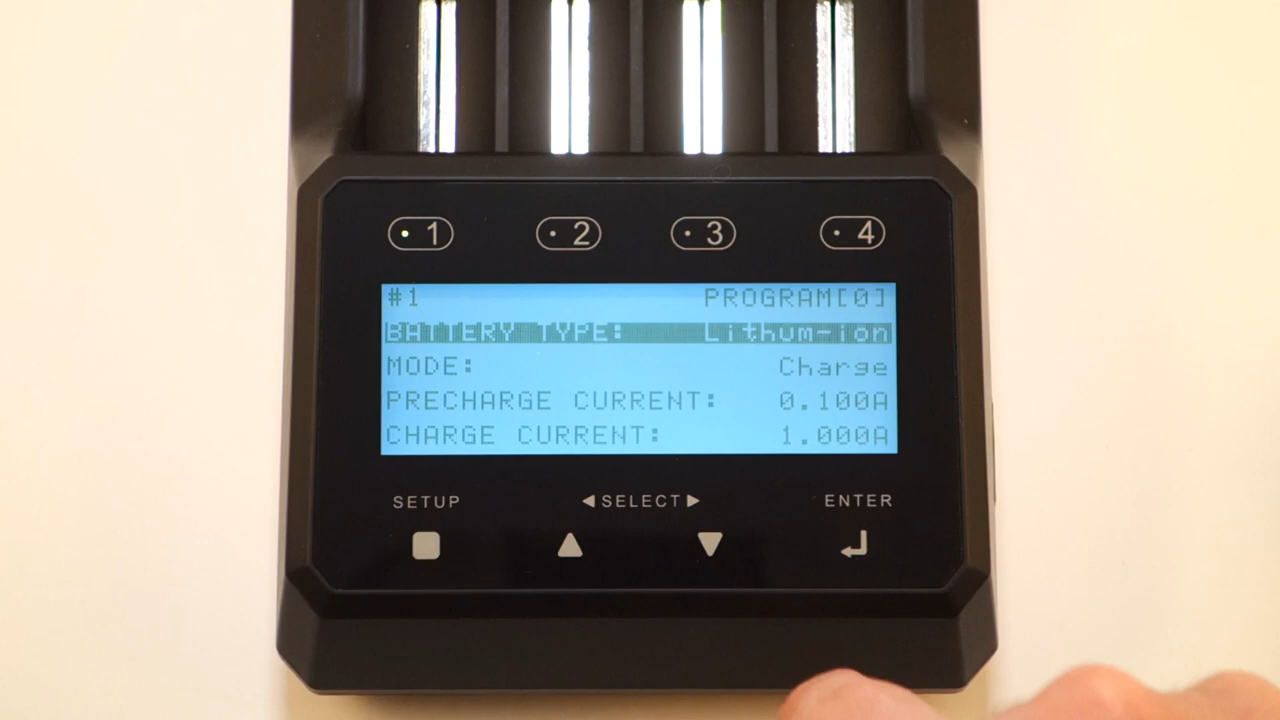 1 2 3 4
#1 PROGRAM[0]
BATTERY TYPE: Lithum-ion
MODE: Charge
PRECHARGE CURRENT: 0.100A
CHARGE CURRENT: 1.000A
SETUP ◀SELECT▶ ENTER